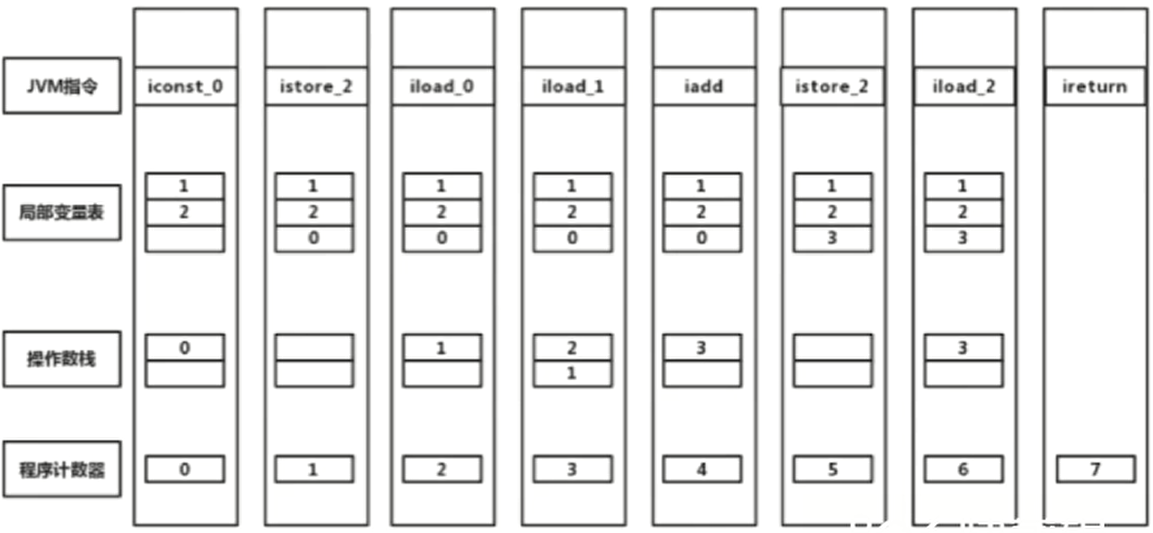 JVM指令 iconst_0 istore_2 iload_0 iload_1 iadd istore_2 iload_2 ireturn
1 1 1 1 1 1 1
局部变量表 2 2 2 2 2 2 2
0 0 0 0 3 3
0 1 2 3 3
操作数栈
1
程序计数器 0 1 2 3 4 5 6 7